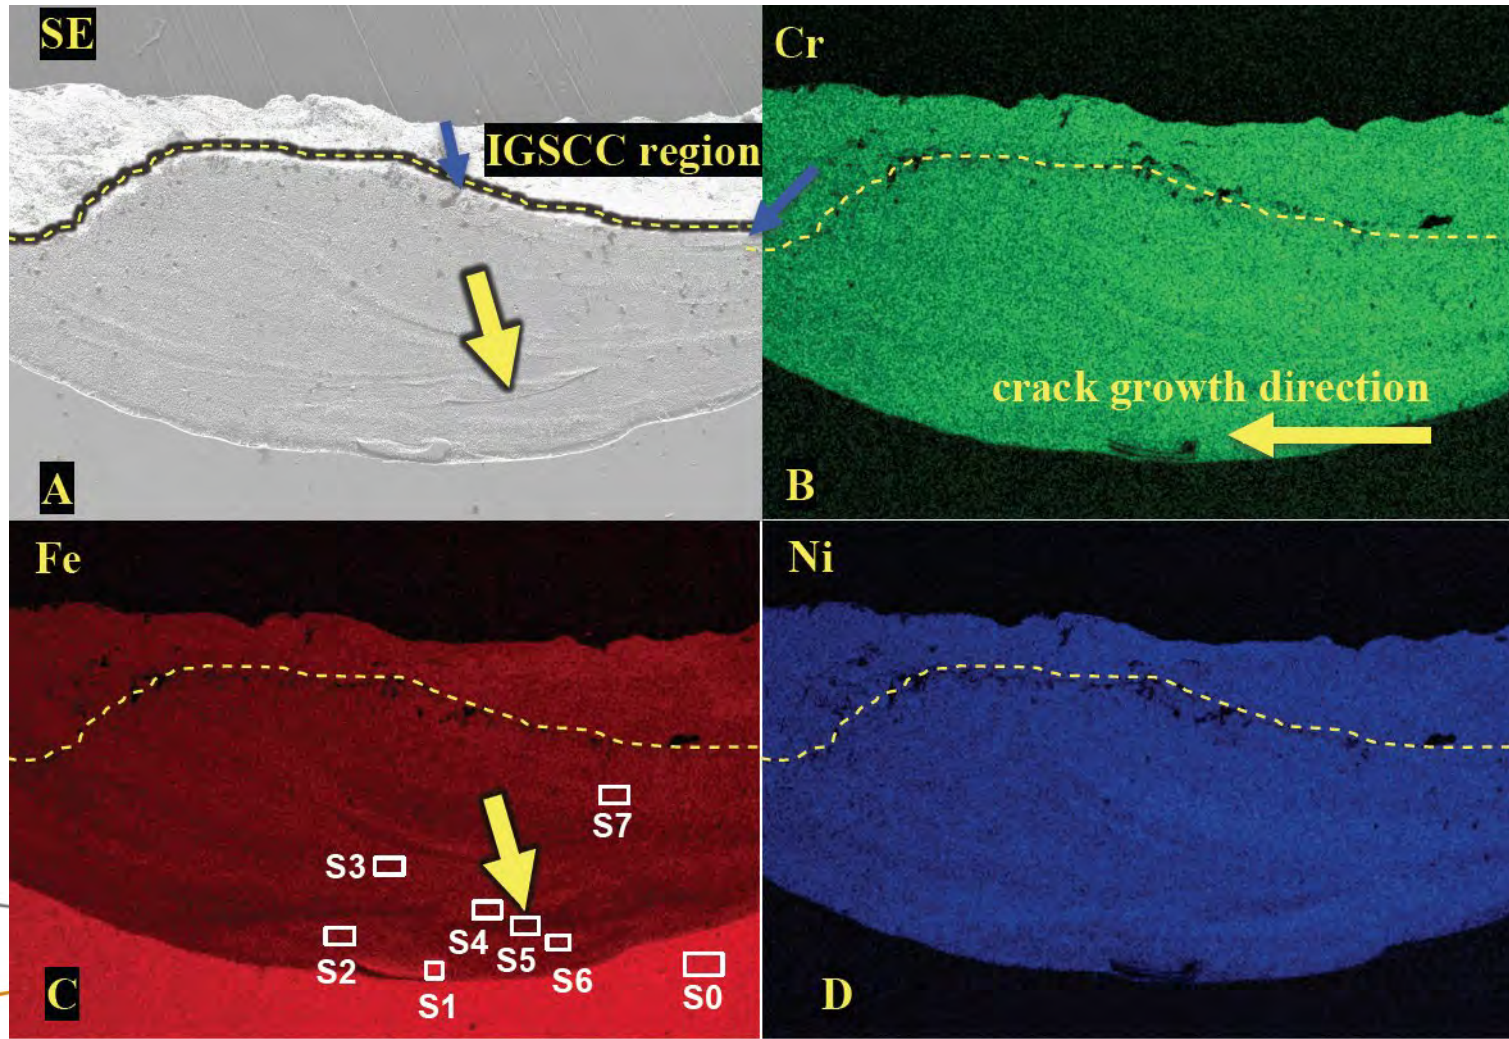 SE
IGSCC region
A
Cr
crack growth direction
B
Fe
S7
S3
S4
S5
S6
S2
S1
S0
C
Ni
D